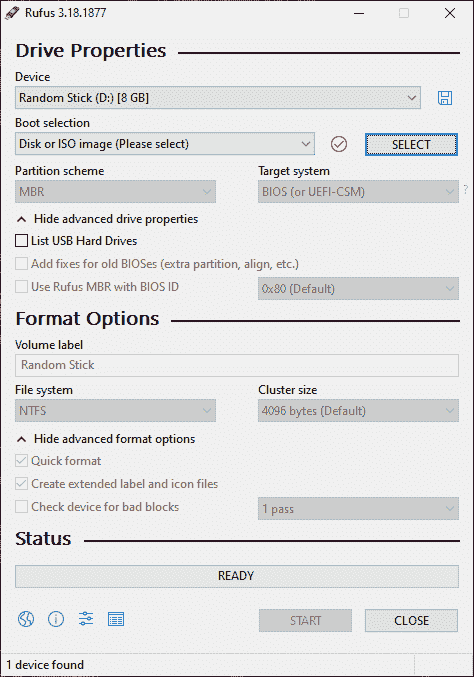 Rufus 3.18.1877
Drive Properties
Device
Random Stick (D:) [8 GB]
Boot selection
Disk or ISO image (Please select)
SELECT
Partition scheme
Target system
MBR
BIOS (or UEFI-CSM)
?
Hide advanced drive properties
List USB Hard Drives
Add fixes for old BIOSes (extra partition, align, etc.)
Use Rufus MBR with BIOS ID
0x80 (Default)
Format Options
Volume label
Random Stick
File system
Cluster size
NTFS
4096 bytes (Default)
Hide advanced format options
Quick format
Create extended label and icon files
Check device for bad blocks
1 pass
Status
READY
START
CLOSE
1 device found